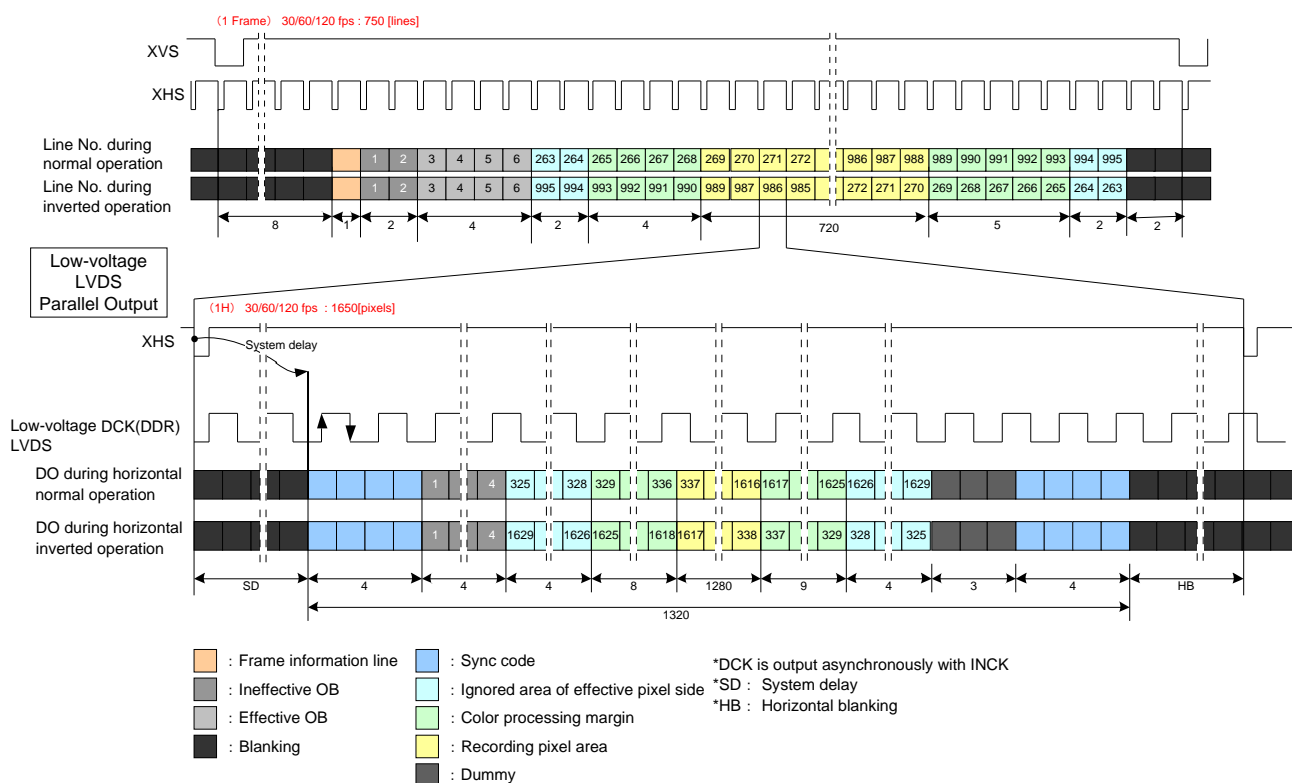 （1 Frame） 30/60/120 fps : 750 [lines]
XVS
XHS
Line No. during
normal operation
1 2 3 4 5 6 263 264 265 266 267 268 269 270 271 272 986 987 988 989 990 991 992 993 994 995
Line No. during
inverted operation
1 2 3 4 5 6 995 994 993 992 991 990 989 987 986 985 272 271 270 269 268 267 266 265 264 263
8 1 2 4 2 4 720 5 2 2
Low-voltage
LVDS
Parallel Output
（1H） 30/60/120 fps : 1650[pixels]
XHS
System delay
Low-voltage DCK(DDR)
LVDS
DO during horizontal
normal operation
1 4 325 328 329 336 337 1616 1617 1625 1626 1629
DO during horizontal
inverted operation
1 4 1629 1626 1625 1618 1617 338 337 329 328 325
SD 4 4 4 8 1280 9 4 3 4 HB
1320
: Frame information line
: Ineffective OB
: Effective OB
: Blanking
: Sync code
: Ignored area of effective pixel side
: Color processing margin
: Recording pixel area
: Dummy
*DCK is output asynchronously with INCK
*SD : System delay
*HB : Horizontal blanking